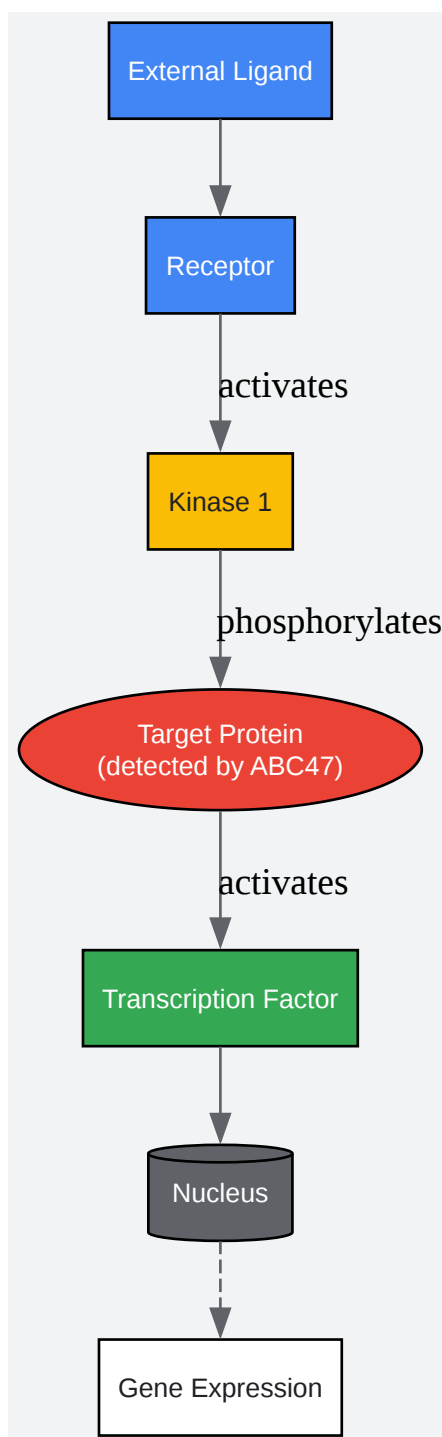 External Ligand
Receptor
activates
Kinase 1
phosphorylates
Target Protein
(detected by ABC47)
activates
Transcription Factor
Nucleus
Gene Expression